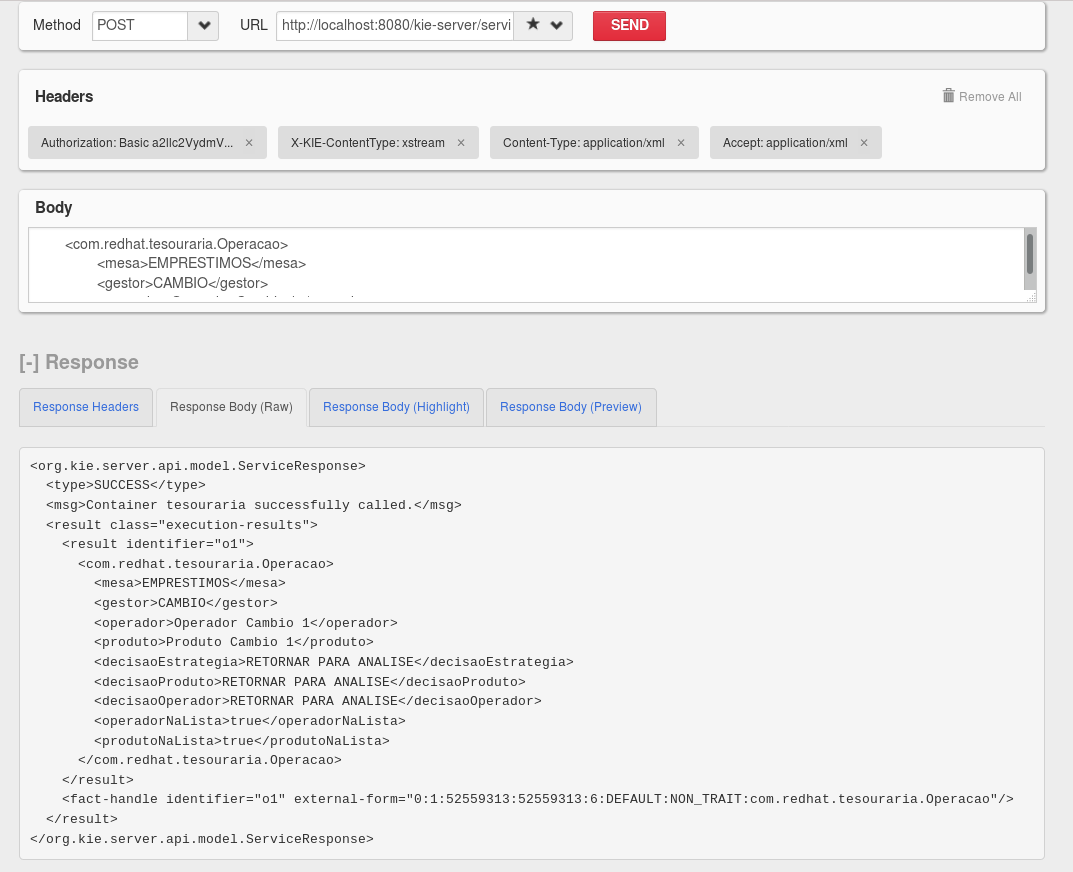 Method POST URL http://localhost:8080/kie-server/servi SEND
Headers Remove All
Authorization: Basic a2llc2VydmV... × X-KIE-ContentType: xstream × Content-Type: application/xml × Accept: application/xml ×
Body
<com.redhat.tesouraria.Operacao>
<mesa>EMPRESTIMOS</mesa>
<gestor>CAMBIO</gestor>
[-] Response
Response Headers Response Body (Raw) Response Body (Highlight) Response Body (Preview)
<org.kie.server.api.model.ServiceResponse>
<type>SUCCESS</type>
<msg>Container tesouraria successfully called.</msg>
<result class="execution-results">
<result identifier="o1">
<com.redhat.tesouraria.Operacao>
<mesa>EMPRESTIMOS</mesa>
<gestor>CAMBIO</gestor>
<operador>Operador Cambio 1</operador>
<produto>Produto Cambio 1</produto>
<decisaoEstrategia>RETORNAR PARA ANALISE</decisaoEstrategia>
<decisaoProduto>RETORNAR PARA ANALISE</decisaoProduto>
<decisaoOperador>RETORNAR PARA ANALISE</decisaoOperador>
<operadorNaLista>true</operadorNaLista>
<produtoNaLista>true</produtoNaLista>
</com.redhat.tesouraria.Operacao>
</result>
<fact-handle identifier="o1" external-form="0:1:52559313:52559313:6:DEFAULT:NON_TRAIT:com.redhat.tesouraria.Operacao"/>
</result>
</org.kie.server.api.model.ServiceResponse>